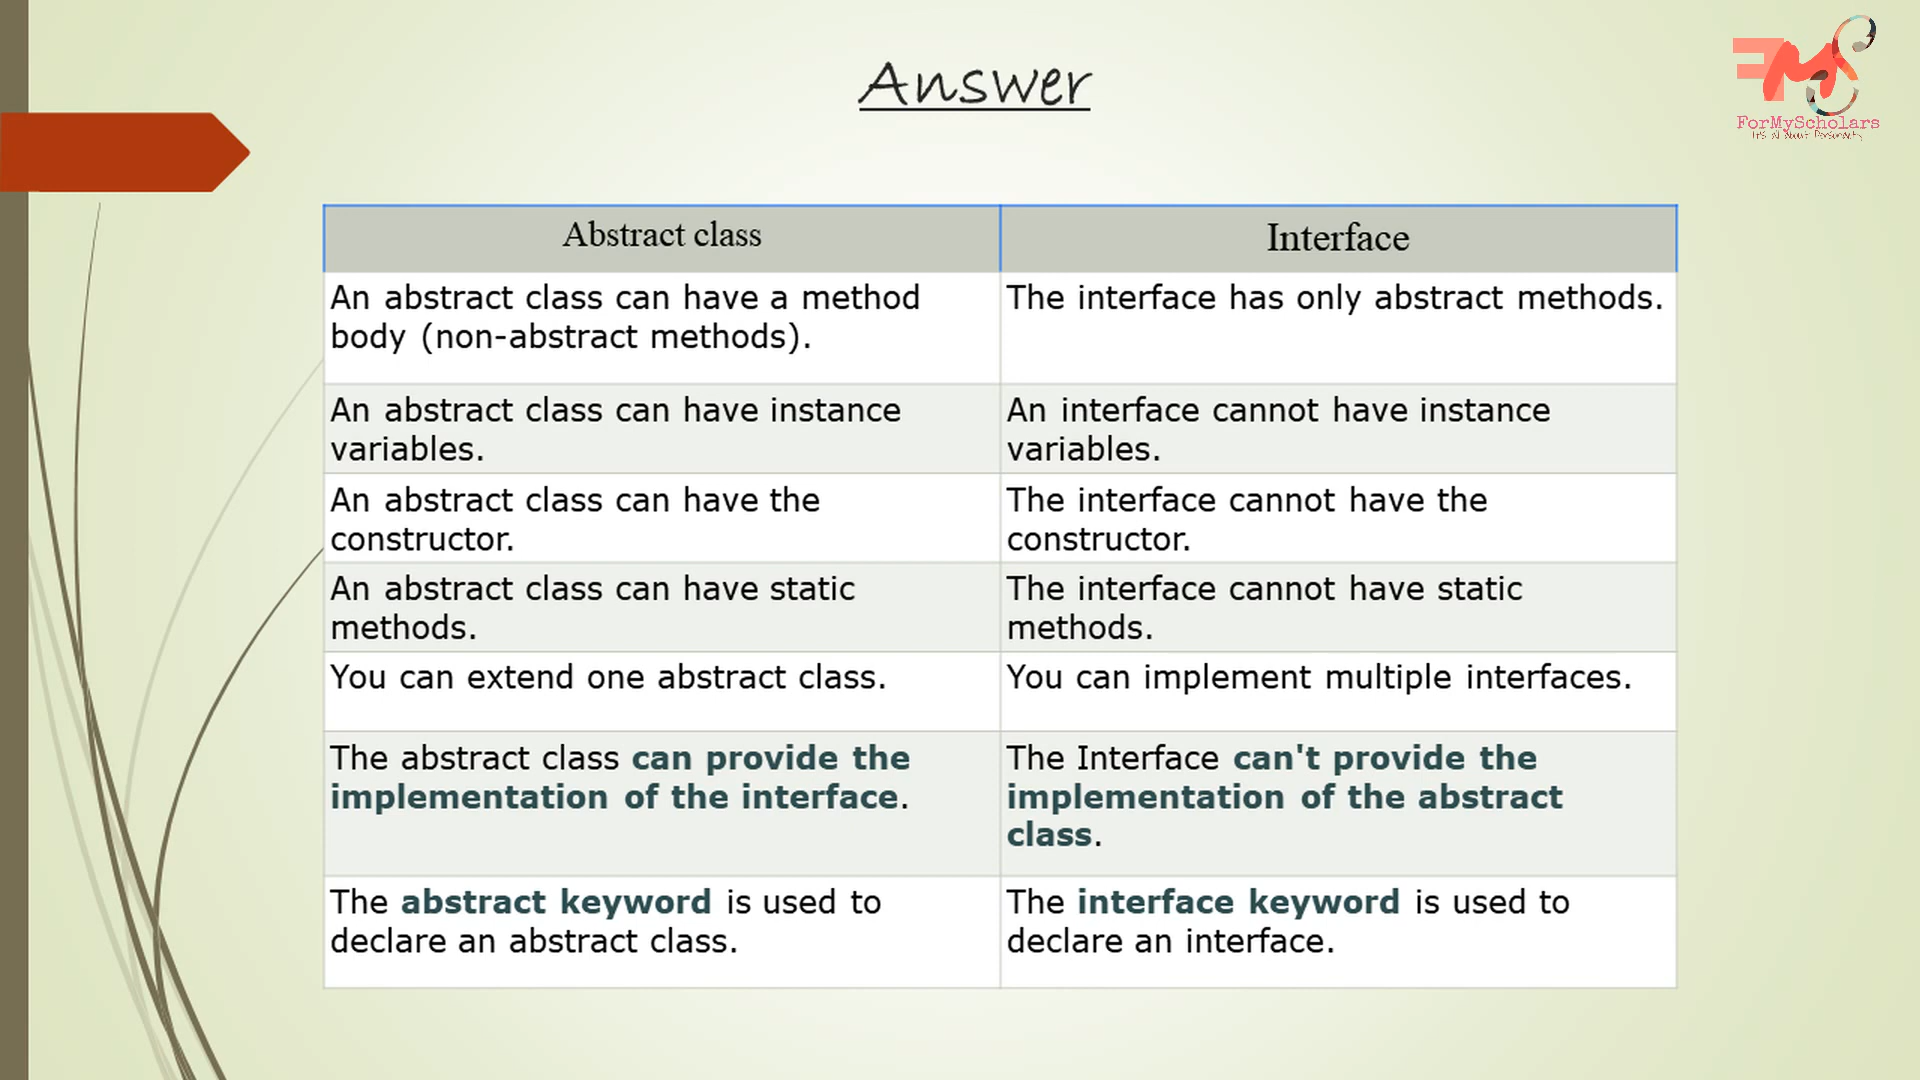 Answer
ForMyScholars
It's All About Personality
Abstract class
Interface
An abstract class can have a method
body (non-abstract methods).
The interface has only abstract methods.
An abstract class can have instance
variables.
An interface cannot have instance
variables.
An abstract class can have the
constructor.
The interface cannot have the
constructor.
An abstract class can have static
methods.
The interface cannot have static
methods.
You can extend one abstract class.
You can implement multiple interfaces.
The abstract class can provide the
implementation of the interface.
The Interface can't provide the
implementation of the abstract
class.
The abstract keyword is used to
declare an abstract class.
The interface keyword is used to
declare an interface.